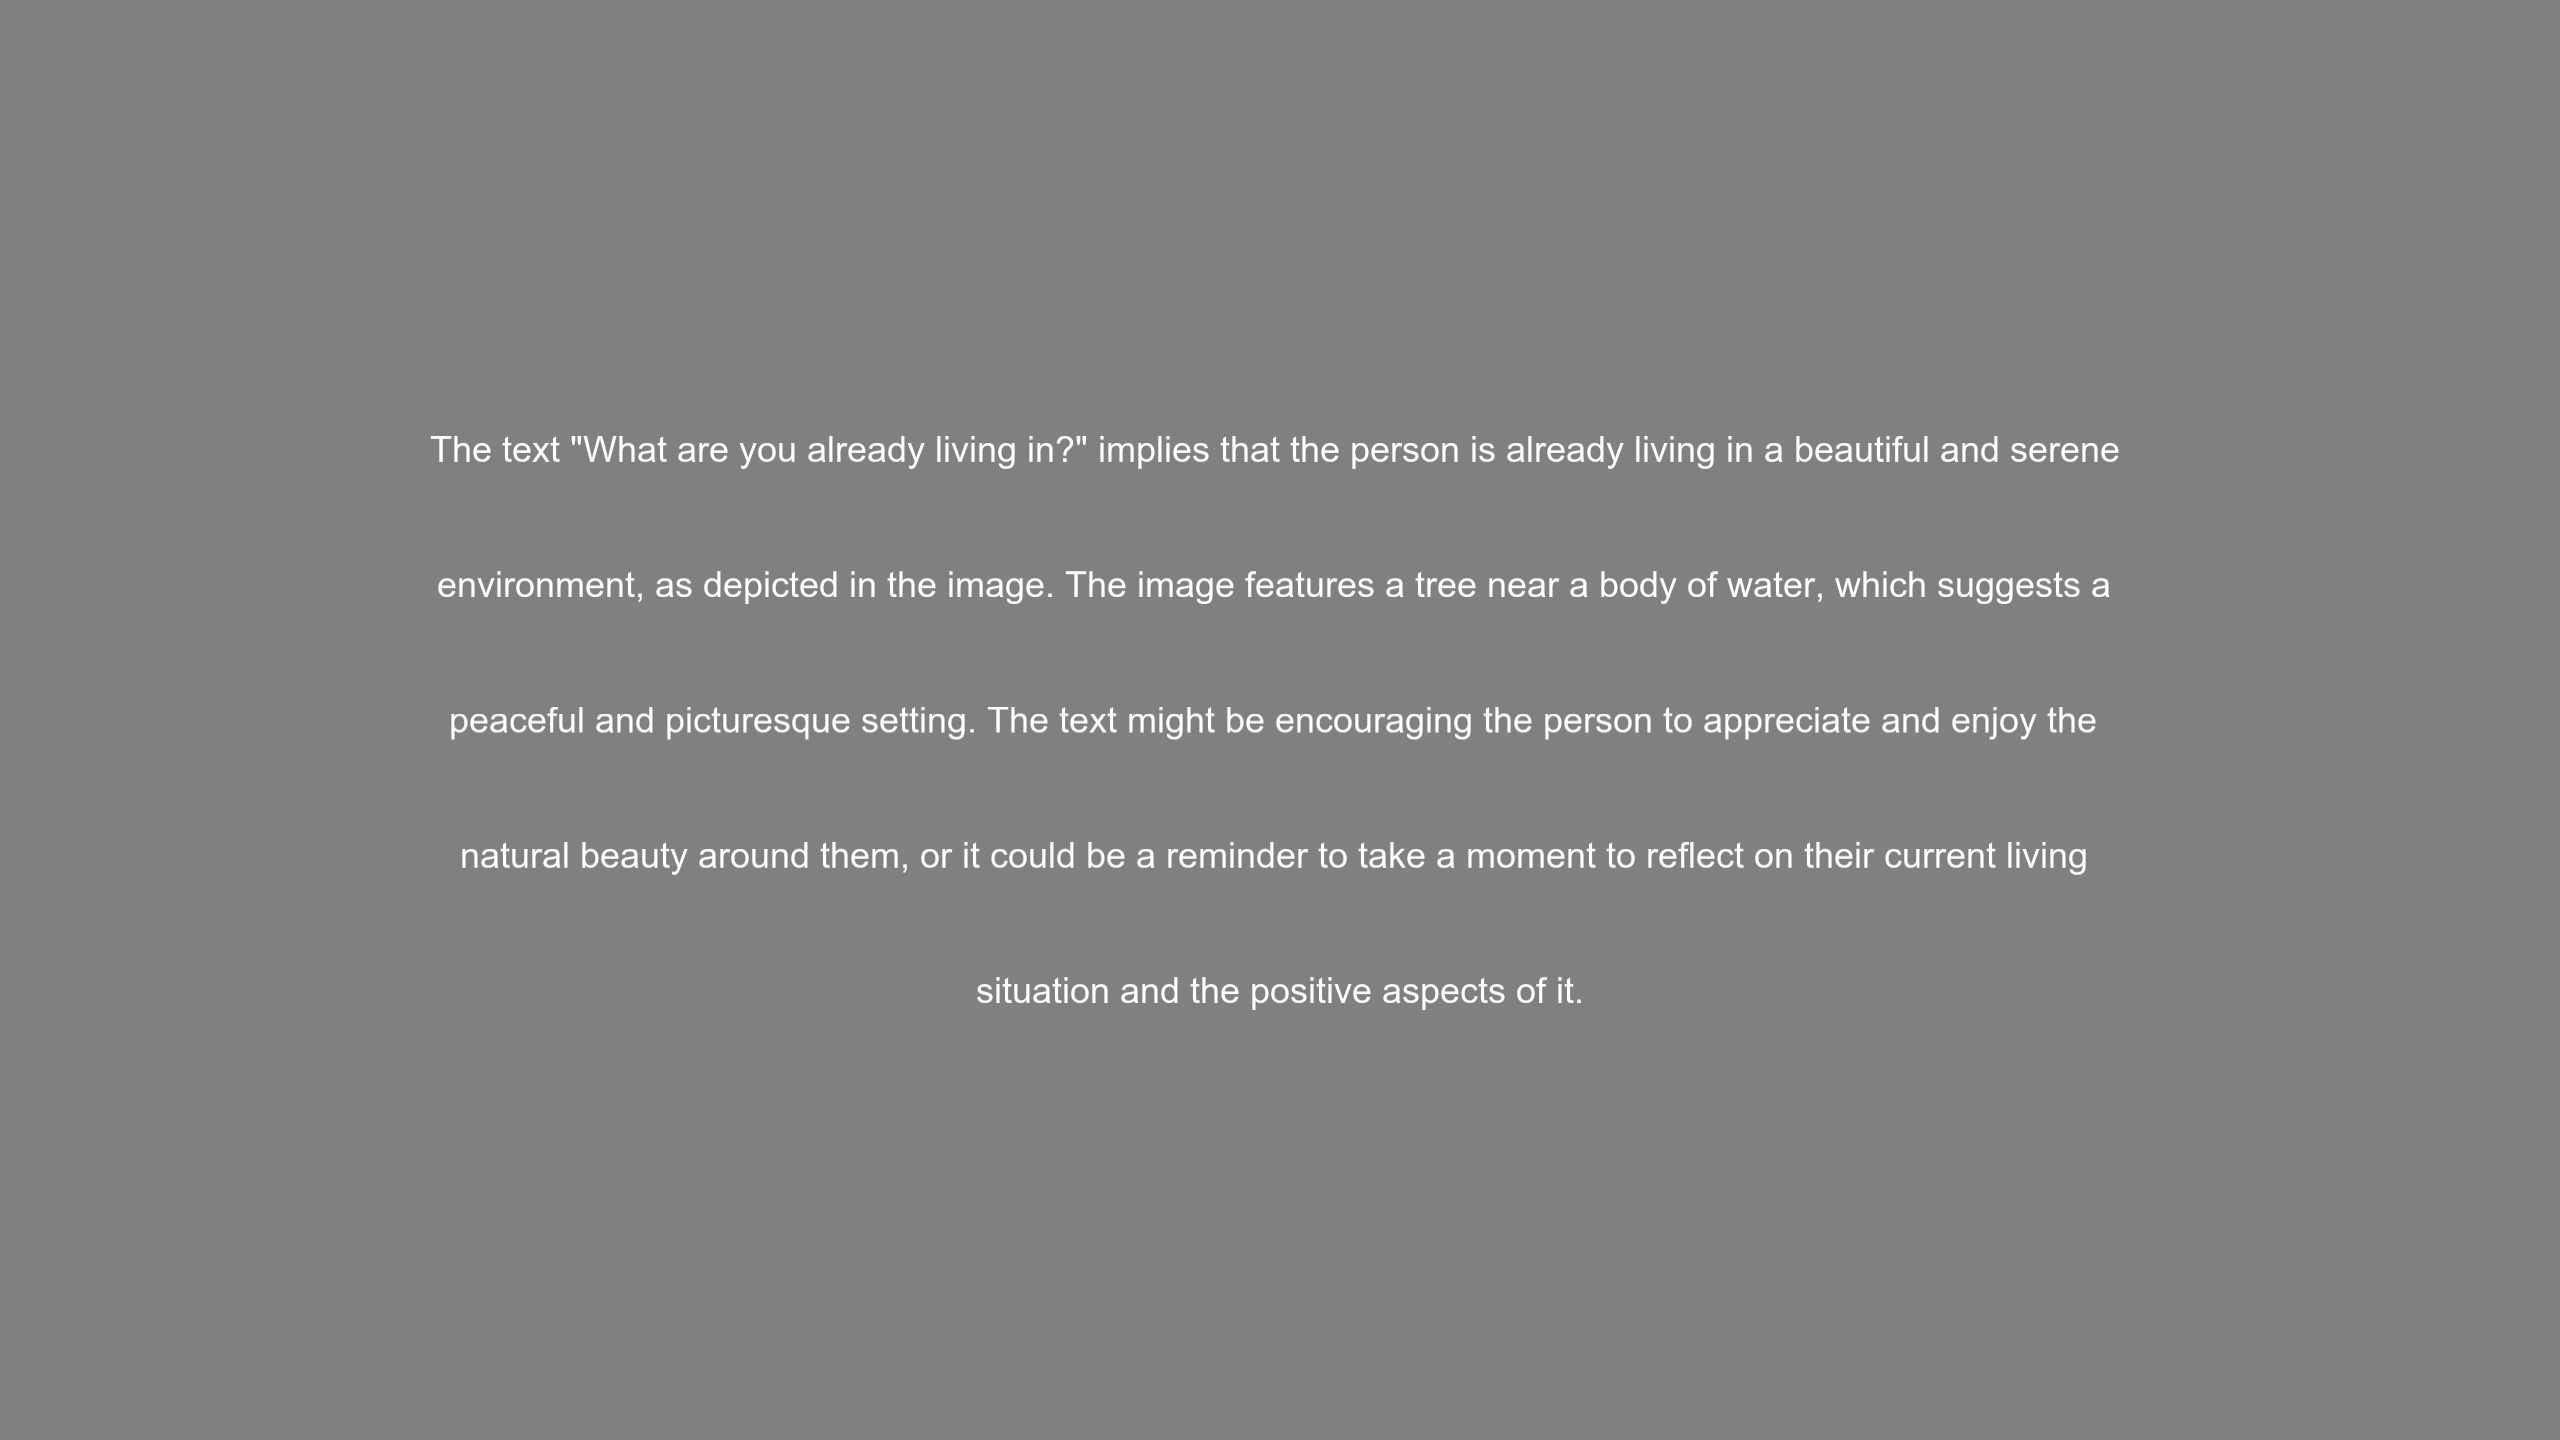 The text "What are you already living in?" implies that the person is already living in a beautiful and serene
environment, as depicted in the image. The image features a tree near a body of water, which suggests a
peaceful and picturesque setting. The text might be encouraging the person to appreciate and enjoy the
natural beauty around them, or it could be a reminder to take a moment to reflect on their current living
situation and the positive aspects of it.